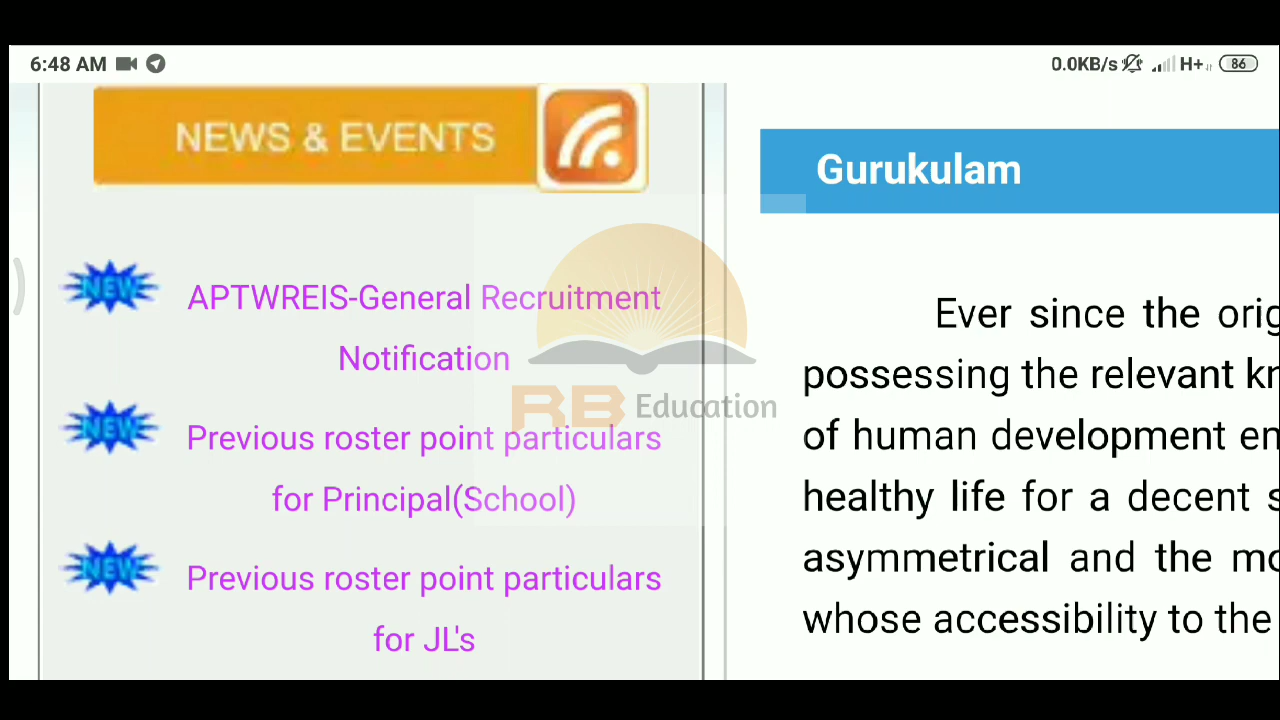 6:48 AM
0.0KB/s H+ 86
NEWS & EVENTS
NEW APTWREIS-General Recruitment
Notification
NEW Previous roster point particulars
for Principal(School)
NEW Previous roster point particulars
for JL's
RB Education
Gurukulam
Ever since the orig
possessing the relevant kn
of human development en
healthy life for a decent s
asymmetrical and the mo
whose accessibility to the